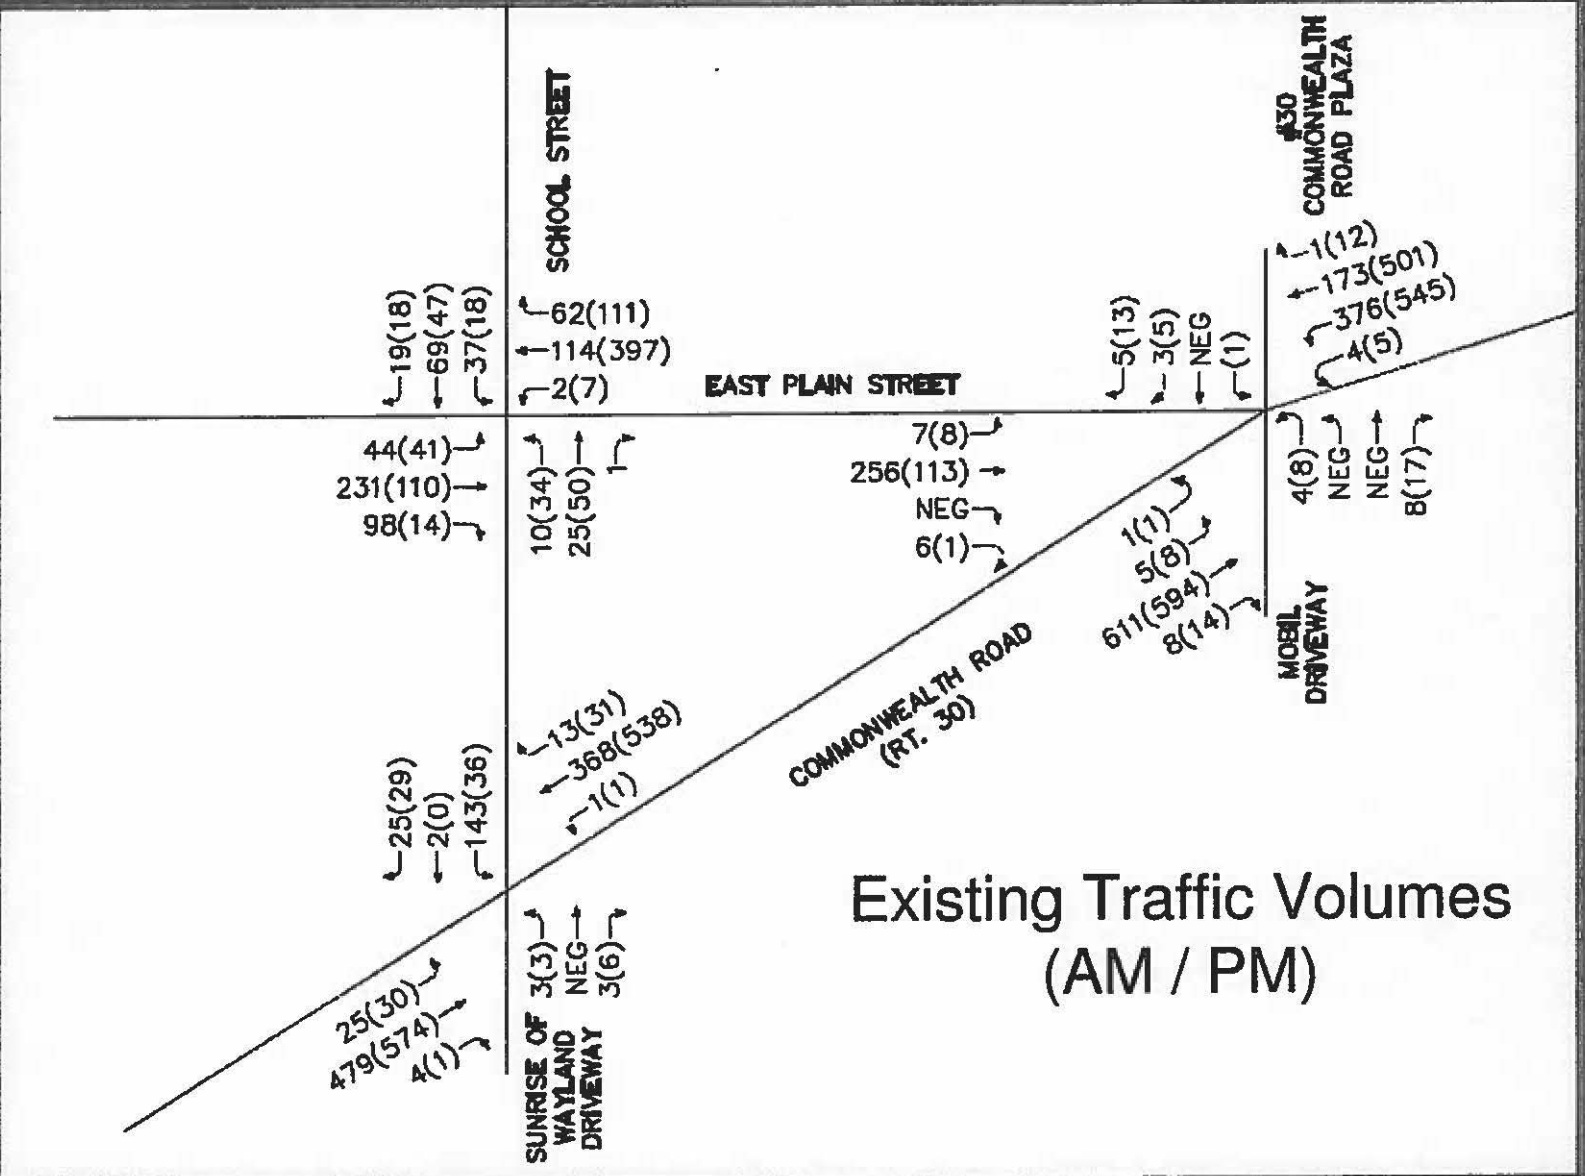 SCHOOL STREET
#30
COMMONWEALTH
ROAD PLAZA
19(18)
69(47)
37(18)
62(111)
114(397)
2(7)
EAST PLAIN STREET
5(13)
3(5)
NEG
(1)
1(12)
173(501)
376(545)
4(5)
44(41)
231(110)
98(14)
10(34)
25(50)
1
7(8)
256(113)
NEG
6(1)
1(1)
5(8)
611(594)
8(14)
4(8)
NEG
NEG
8(17)
MOBIL
DRIVEWAY
COMMONWEALTH ROAD
(RT. 30)
25(29)
2(0)
143(36)
13(31)
368(538)
1(1)
25(30)
479(574)
4(1)
3(3)
NEG
3(6)
SUNRISE OF
WAYLAND
DRIVEWAY
Existing Traffic Volumes
(AM / PM)